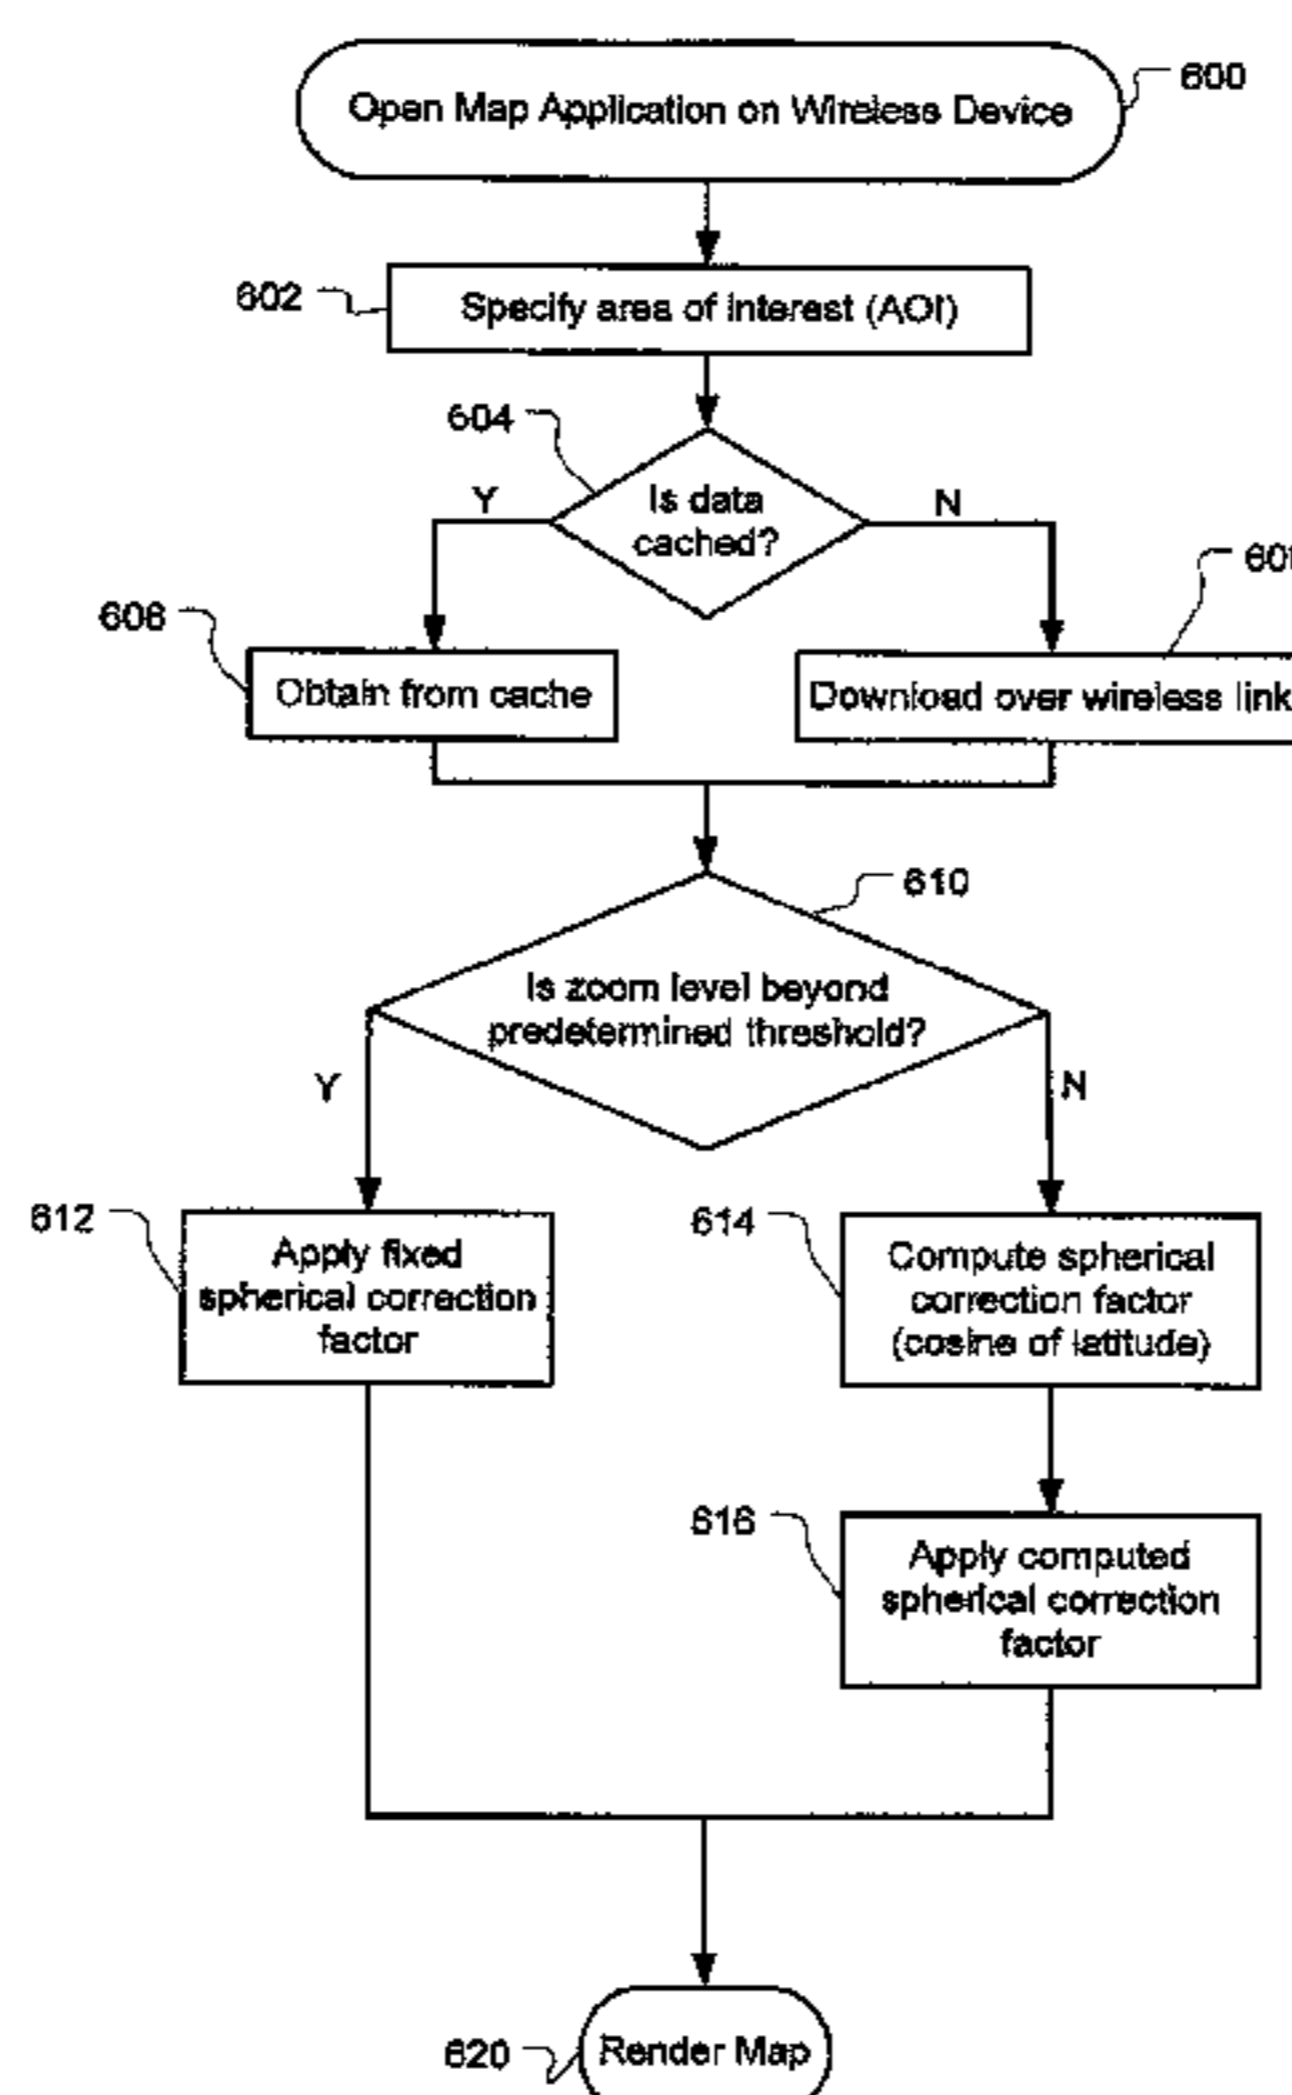 600
Open Map Application on Wireless Device
602
Specify area of interest (AOI)
604
Y
Is data
cached?
N
606
Obtain from cache
Download over wireless link
610
Is zoom level beyond
predetermined threshold?
Y
N
612
Apply fixed
spherical correction
factor
614
Compute spherical
correction factor
(cosine of latitude)
616
Apply computed
spherical correction
factor
620
Render Map